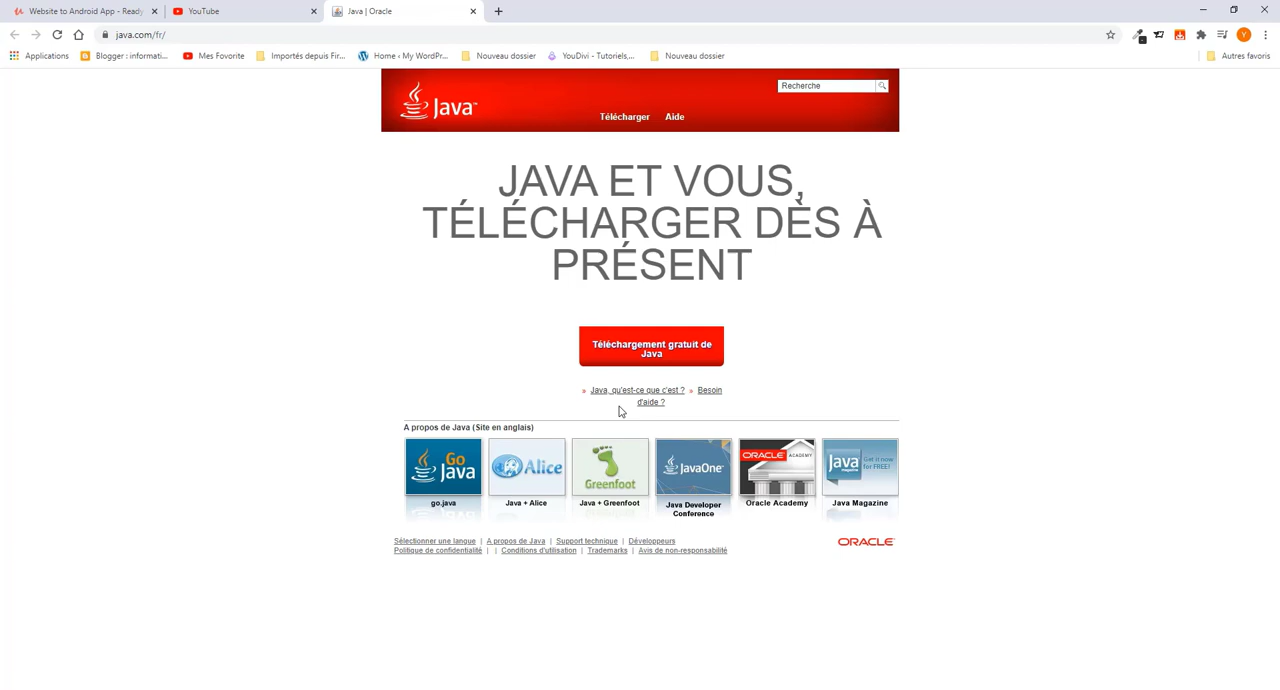 Website to Android App - Ready
YouTube
Java | Oracle
java.com/fr/
Y
Applications
Blogger : informati...
Mes Favorite
Importés depuis Fir...
Home ‹ My WordPr...
Nouveau dossier
YouDivi - Tutoriels,...
Nouveau dossier
Autres favoris
Java™
Recherche
Télécharger
Aide
JAVA ET VOUS,
TÉLÉCHARGER DÈS À
PRÉSENT
Téléchargement gratuit de
Java
» Java, qu'est-ce que c'est ? » Besoin
d'aide ?
A propos de Java (Site en anglais)
Go Java
Alice
Greenfoot
JavaOne™
ORACLE ACADEMY
Java magazine
Get it now
for FREE!
go.java
Java + Alice
Java + Greenfoot
Java Developer
Conference
Oracle Academy
Java Magazine
Sélectionner une langue | A propos de Java | Support technique | Développeurs
Politique de confidentialité | | Conditions d'utilisation | Trademarks | Avis de non-responsabilité
ORACLE